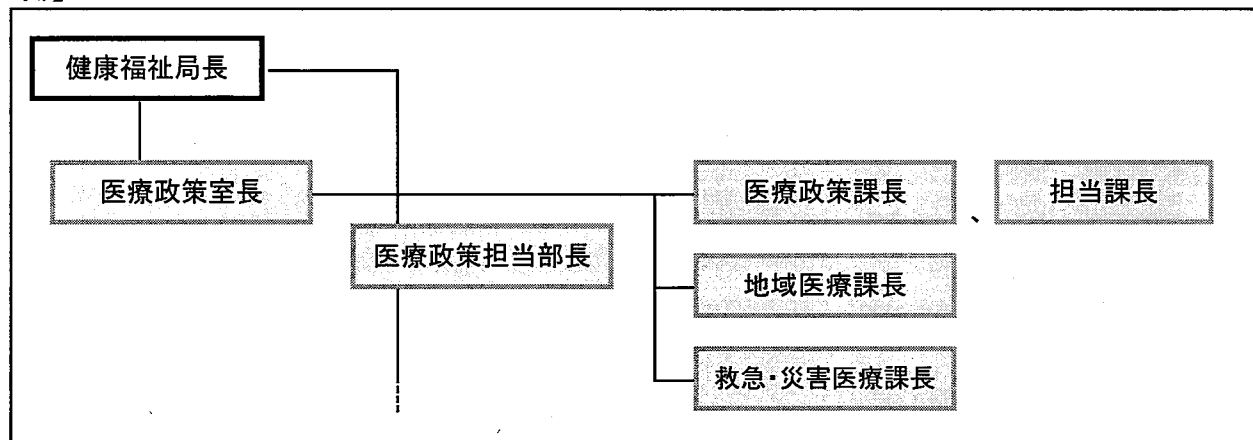 健康福祉局長
医療政策室長
医療政策課長、担当課長
医療政策担当部長
地域医療課長
救急・災害医療課長